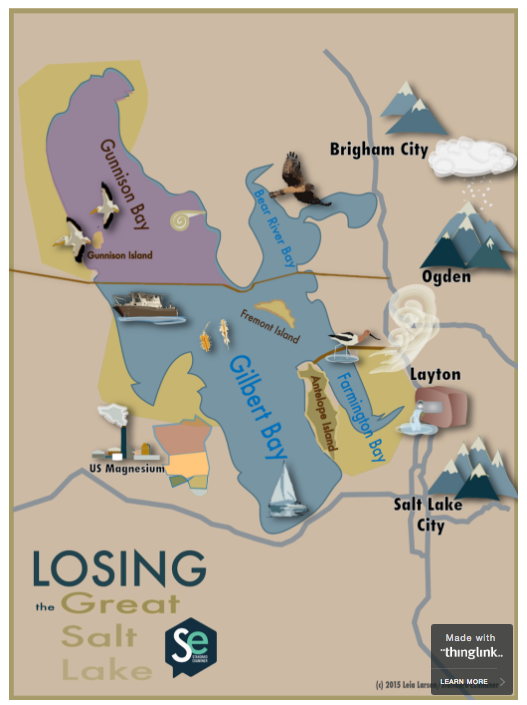 Brigham City
Gunnison Bay
Bear River Bay
Gunnison Island
Ogden
Fremont Island
Gilbert Bay
Layton
Antelope Island
Farmington Bay
US Magnesium
Salt Lake
City
LOSING
the Great
Salt
Lake
Se
STANDARD
EXAMINER
Made with
"thinglink..
LEARN MORE >
(c) 2015 Leia Larsen,